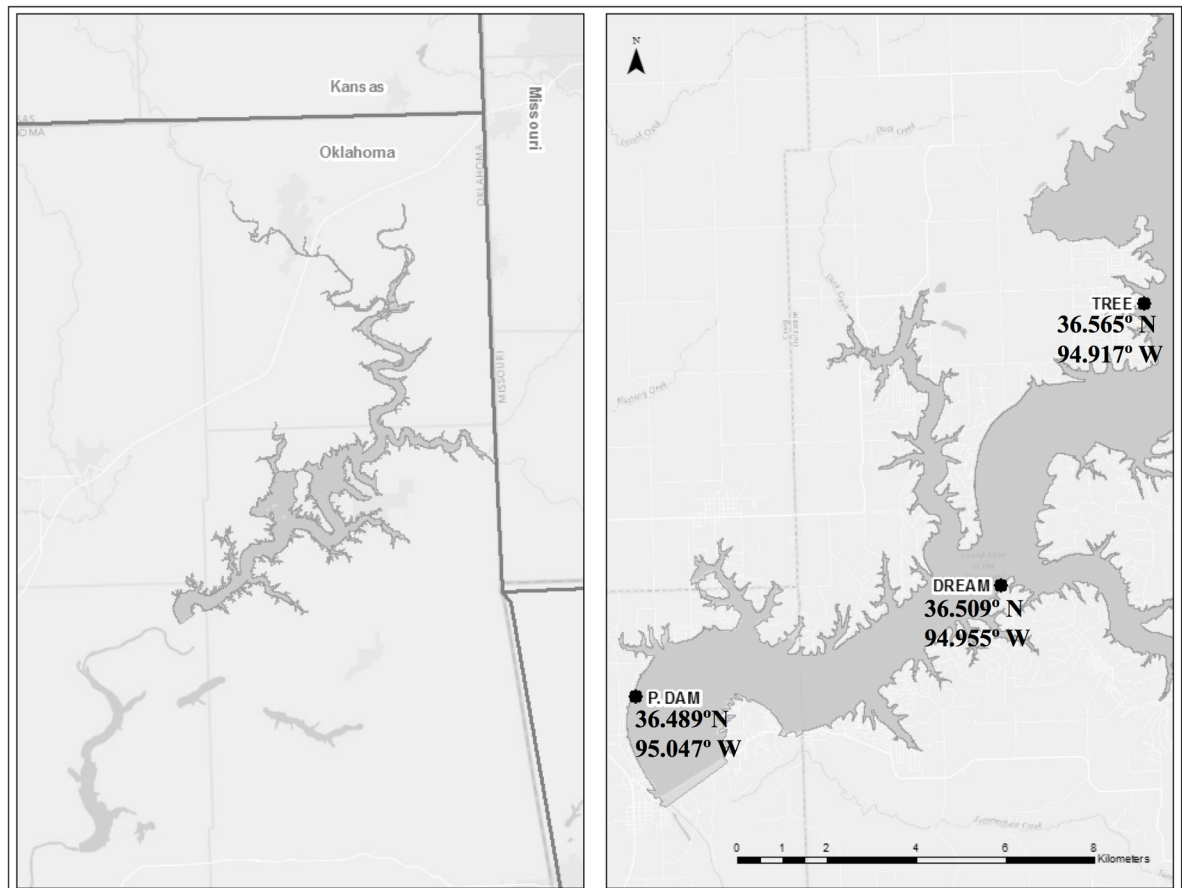 Kansas
Missouri
Oklahoma
OKLAHOMA
MISSOURI
N
TREE
36.565º N
94.917º W
DREAM
36.509º N
94.955º W
P. DAM
36.489ºN
95.047º W
0 1 2 4 6 8
Kilometers